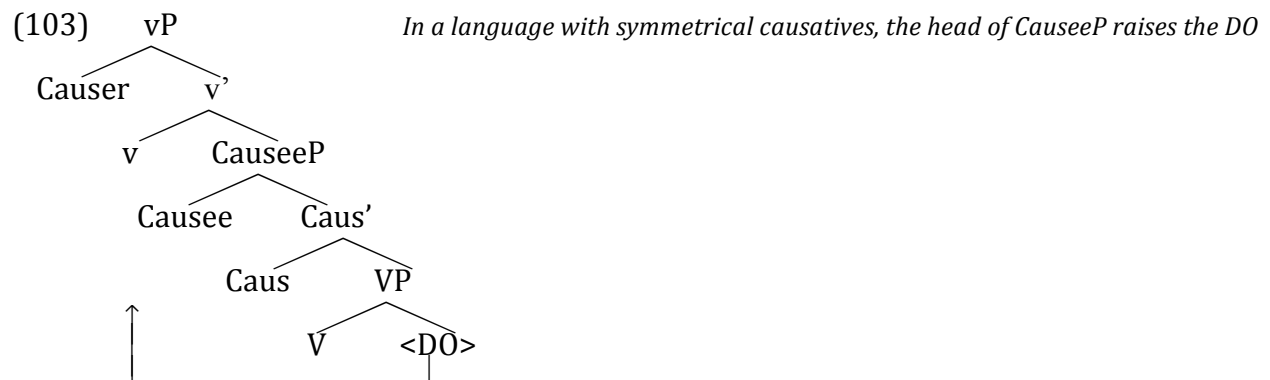 (103) vP In a language with symmetrical causatives, the head of CauseeP raises the DO
Causer v’
v CauseeP
Causee Caus’
Caus VP
V <DO>